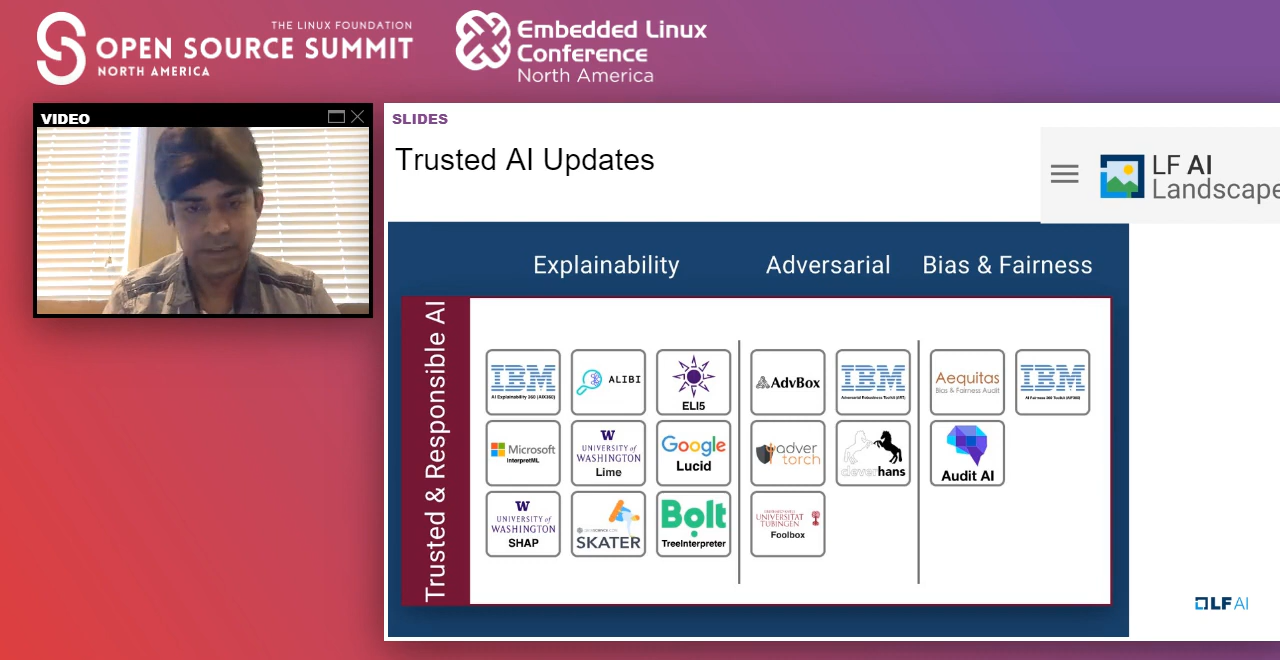 THE LINUX FOUNDATION
OPEN SOURCE SUMMIT
NORTH AMERICA
Embedded Linux
Conference
North America
VIDEO
SLIDES
Trusted AI Updates
LF AI
Landscape
Explainability
Adversarial
Bias & Fairness
Trusted & Responsible AI
IBM
AI Explainability 360 (AIX360)
ALIBI
ELI5
AdvBox
IBM
Adversarial Robustness Toolkit (ART)
Aequitas
Bias & Fairness Audit
IBM
AI Fairness 360 Toolkit (AIF360)
Microsoft
InterpretML
W
UNIVERSITY of
WASHINGTON
Lime
Google
Lucid
adver
torch
cleverhans
Audit AI
W
UNIVERSITY of
WASHINGTON
SHAP
SKATER
Bolt
TreeInterpreter
UNIVERSITAT
TUBINGEN
Foolbox
LF AI